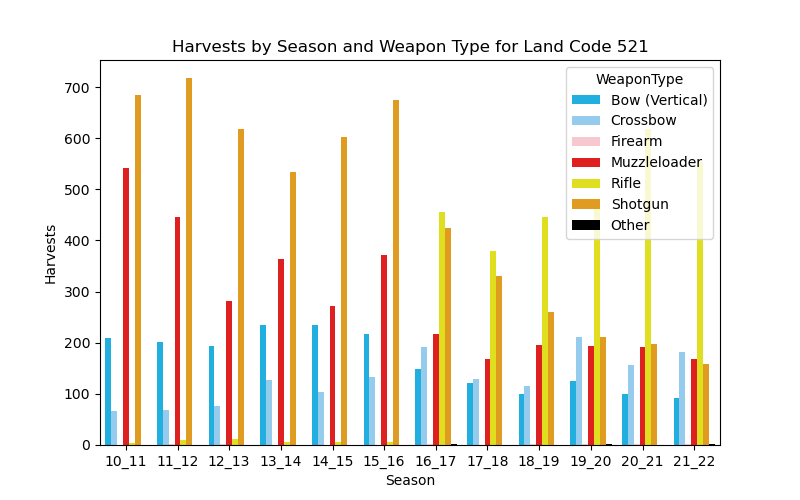 Harvests by Season and Weapon Type for Land Code 521
WeaponType
Bow (Vertical)
Crossbow
Firearm
Muzzleloader
Rifle
Shotgun
Other
700
600
500
400
300
200
100
0
Harvests
10_11 11_12 12_13 13_14 14_15 15_16 16_17 17_18 18_19 19_20 20_21 21_22
Season